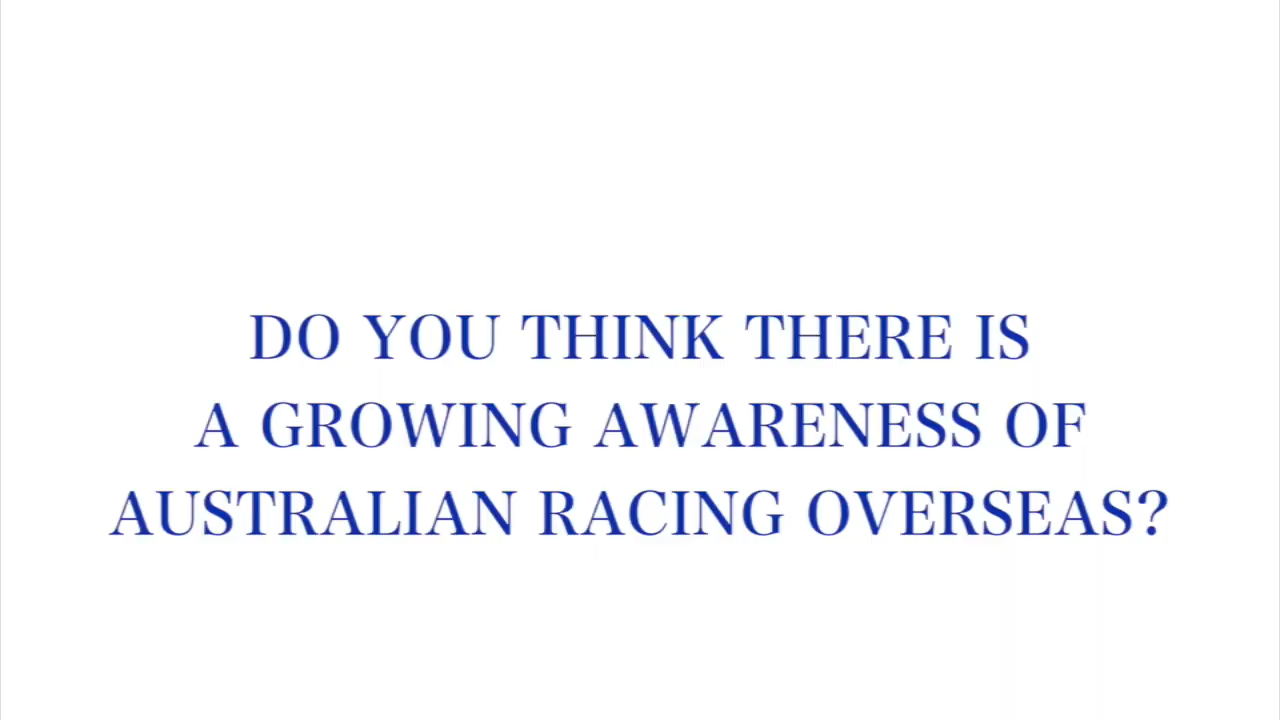 DO YOU THINK THERE IS
A GROWING AWARENESS OF
AUSTRALIAN RACING OVERSEAS?